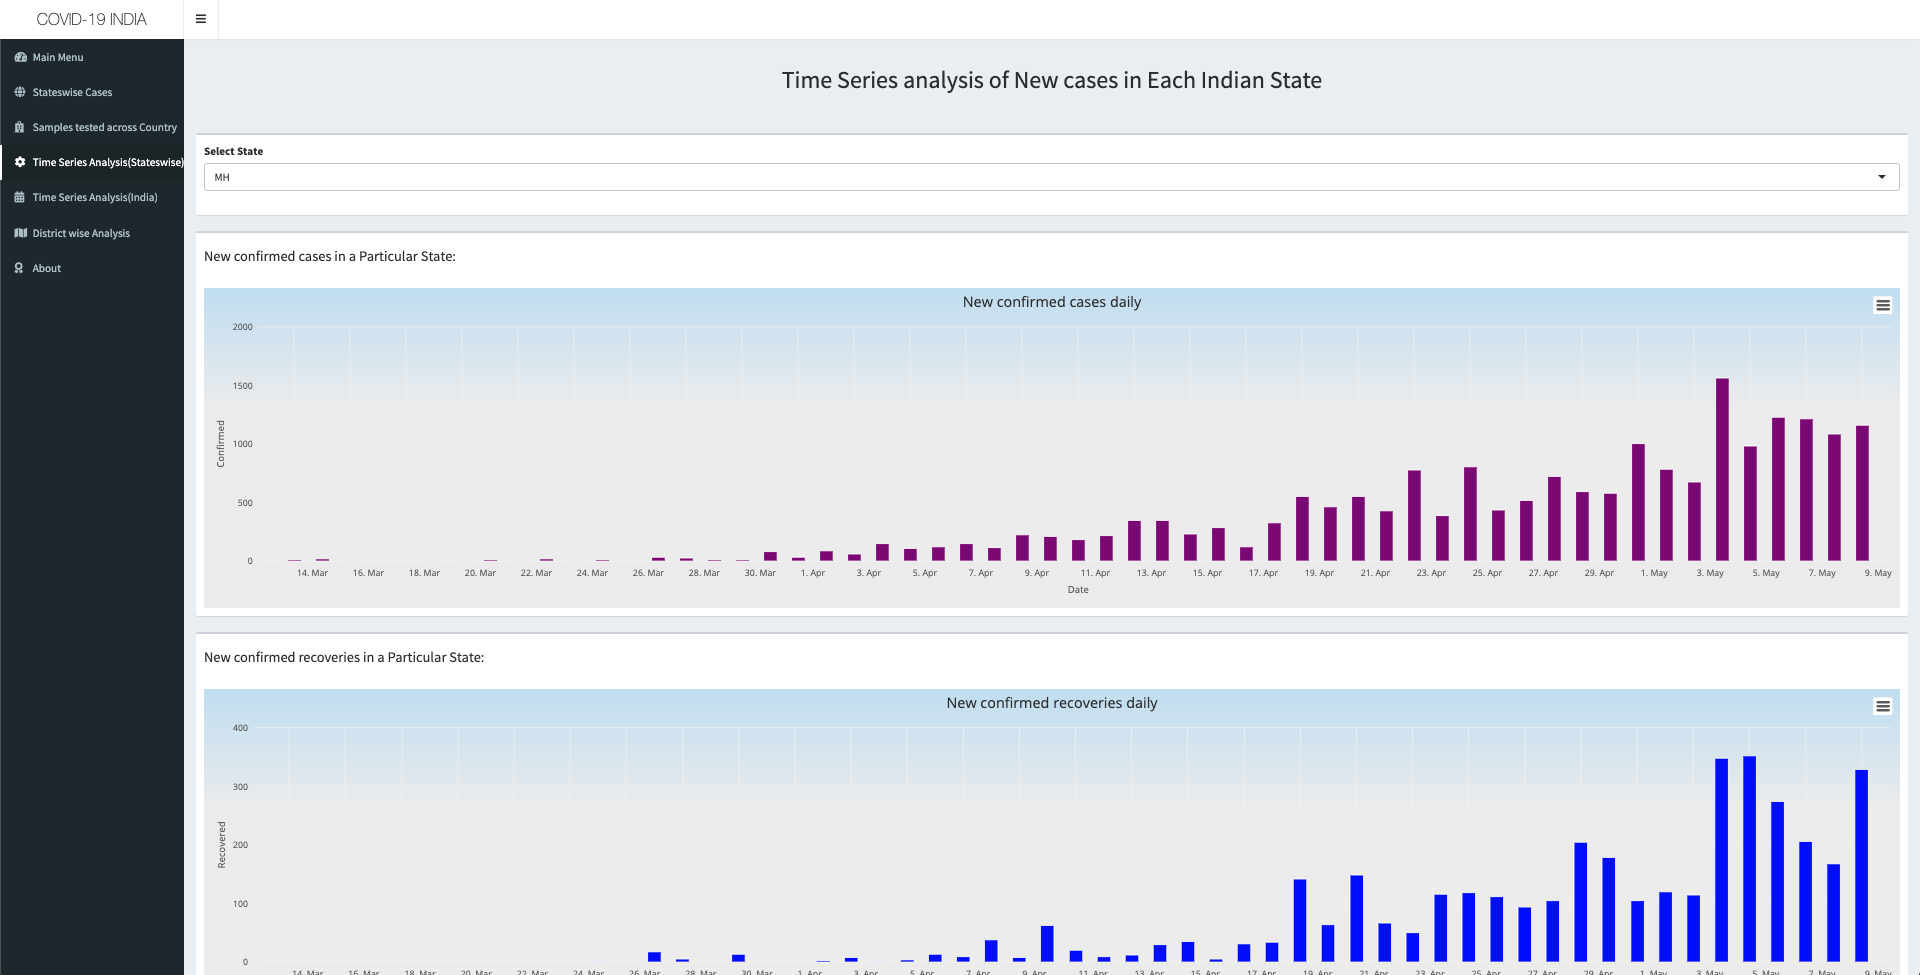 COVID-19 INDIA
Main Menu
Stateswise Cases
Samples tested across Country
Time Series Analysis(Stateswise)
Time Series Analysis(India)
District wise Analysis
About
Time Series analysis of New cases in Each Indian State
Select State
MH
New confirmed cases in a Particular State:
New confirmed cases daily
Confirmed
2000
1500
1000
500
0
14. Mar 16. Mar 18. Mar 20. Mar 22. Mar 24. Mar 26. Mar 28. Mar 30. Mar 1. Apr 3. Apr 5. Apr 7. Apr 9. Apr 11. Apr 13. Apr 15. Apr 17. Apr 19. Apr 21. Apr 23. Apr 25. Apr 27. Apr 29. Apr 1. May 3. May 5. May 7. May 9. May
Date
New confirmed recoveries in a Particular State:
New confirmed recoveries daily
Recovered
400
300
200
100
0
14. Mar 16. Mar 18. Mar 20. Mar 22. Mar 24. Mar 26. Mar 28. Mar 30. Mar 1. Apr 3. Apr 5. Apr 7. Apr 9. Apr 11. Apr 13. Apr 15. Apr 17. Apr 19. Apr 21. Apr 23. Apr 25. Apr 27. Apr 29. Apr 1. May 3. May 5. May 7. May 9. May